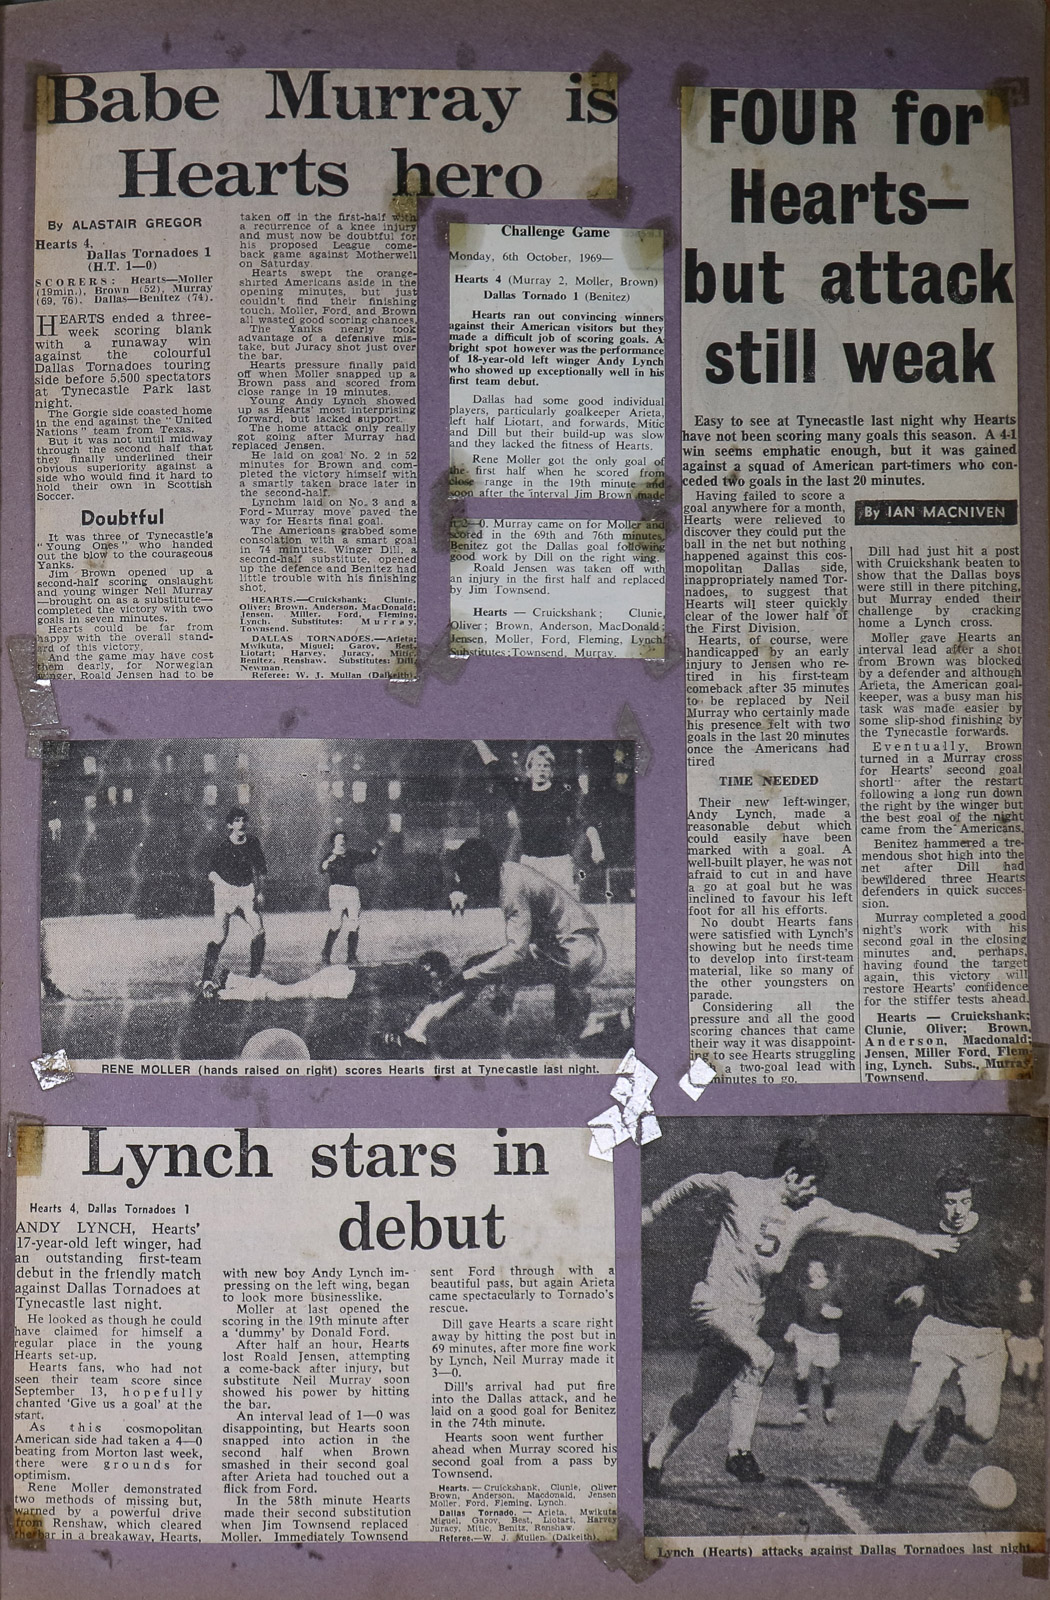 Babe Murray is
Hearts hero
By ALASTAIR GREGOR
Hearts 4,
Dallas Tornadoes 1
(H.T. 1—0)
SCORERS: Hearts—Moller
(19min.), Brown (52), Murray
(69, 76). Dallas—Benitez (74).
HEARTS ended a three-
week scoring blank
with a runaway win
against the colourful
Dallas Tornadoes touring
side before 5,500 spectators
at Tynecastle Park last
night.
The Gorgie side coasted home
in the end against the "United
Nations" team from Texas.
But it was not until midway
through the second half that
they finally underlined their
obvious superiority against a
side who would find it hard to
hold their own in Scottish
Soccer.
Doubtful
It was three of Tynecastle's
"Young Ones" who handed
out the blow to the courageous
Yanks.
Jim Brown opened up a
second-half scoring onslaught
and young winger Neil Murray
—brought on as a substitute—
completed the victory with two
goals in seven minutes.
Hearts could be far from
happy with the overall stand-
ard of this victory.
And the game may have cost
them dearly, for Norwegian
winger, Roald Jensen had to be
taken off in the first-half with
a recurrence of a knee injury
and must now be doubtful for
his proposed League come-
back game against Motherwell
on Saturday.
Hearts swept the orange-
shirted Americans aside in the
opening minutes, but just
couldn't find their finishing
touch. Moller, Ford, and Brown
all wasted good scoring chances.
The Yanks nearly took
advantage of a defensive mis-
take, but Juracy shot just over
the bar.
Hearts pressure finally paid
off when Moller snapped up a
Brown pass and scored from
close range in 19 minutes.
Young Andy Lynch showed
up as Hearts' most interprising
forward, but lacked support.
The home attack only really
got going after Murray had
replaced Jensen.
He laid on goal No. 2 in 52
minutes for Brown and com-
pleted the victory himself with
a smartly taken brace later in
the second-half.
Lynchm laid on No. 3 and a
Ford-Murray move paved the
way for Hearts final goal.
The Americans grabbed some
consolation with a smart goal
in 74 minutes. Winger Dill, a
second-half substitute, opened
up the defence and Benitez had
little trouble with his finishing
shot.
HEARTS.—Cruickshank; Clune,
Oliver; Brown, Anderson, MacDonald;
Jensen, Moller, Ford, Fleming,
Lynch. Substitutes: Murray,
Townsend.
DALLAS TORNADOES.—Arieta;
Mwikuta, Miguel; Garov, Best,
Liotart; Harvey, Juracy, Mitic,
Benitez, Renshaw. Substitutes: Dill,
Newman.
Referee: W. J. Mullan (Dalkeith).
Challenge Game
Monday, 6th October, 1969—
Hearts 4 (Murray 2, Moller, Brown)
Dallas Tornado 1 (Benitez)
Hearts ran out convincing winners
against their American visitors but they
made a difficult job of scoring goals. A
bright spot however was the performance
of 18-year-old left winger Andy Lynch
who showed up exceptionally well in his
first team debut.
Dallas had some good individual
players, particularly goalkeeper Arieta,
left half Liotart, and forwards, Mitic
and Dill but their build-up was slow
and they lacked the fitness of Hearts.
Rene Moller got the only goal of
the first half when he scored from
close range in the 19th minute and
soon after the interval Jim Brown made
it 2—0. Murray came on for Moller and
scored in the 69th and 76th minutes,
Benitez got the Dallas goal following
good work by Dill on the right wing.
Roald Jensen was taken off with
an injury in the first half and replaced
by Jim Townsend.
Hearts — Cruickshank; Clunie,
Oliver; Brown, Anderson, MacDonald;
Jensen, Moller, Ford, Fleming, Lynch.
Substitutes: Townsend, Murray.
FOUR for
Hearts—
but attack
still weak
Easy to see at Tynecastle last night why Hearts
have not been scoring many goals this season. A 4-1
win seems emphatic enough, but it was gained
against a squad of American part-timers who con-
ceded two goals in the last 20 minutes.
By IAN MACNIVEN
Having failed to score a
goal anywhere for a month,
Hearts were relieved to
discover they could put the
ball in the net but nothing
happened against this cos-
mopolitan Dallas side,
inappropriately named Tor-
nadoes, to suggest that
Hearts will steer quickly
clear of the lower half of
the First Division.
Hearts, of course, were
handicapped by an early
injury to Jensen who re-
tired in his first-team
comeback after 35 minutes
to be replaced by Neil
Murray who certainly made
his presence felt with two
goals in the last 20 minutes
once the Americans had
tired
TIME NEEDED
Their new left-winger,
Andy Lynch, made a
reasonable debut which
could easily have been
marked with a goal. A
well-built player, he was not
afraid to cut in and have
a go at goal but he was
inclined to favour his left
foot for all his efforts.
No doubt Hearts fans
were satisfied with Lynch's
showing but he needs time
to develop into first-team
material, like so many of
the other youngsters on
parade.
Considering all the
pressure and all the good
scoring chances that came
their way it was disappoint-
ing to see Hearts struggling
a two-goal lead with
minutes to go.
Dill had just hit a post
with Cruickshank beaten to
show that the Dallas boys
were still in there pitching,
but Murray ended their
challenge by cracking
home a Lynch cross.
Moller gave Hearts an
interval lead after a shot
from Brown was blocked
by a defender and although
Arieta, the American goal-
keeper, was a busy man his
task was made easier by
some slip-shod finishing by
the Tynecastle forwards.
Eventually, Brown
turned in a Murray cross
for Hearts' second goal
shortl after the restart
following a long run down
the right by the winger but
the best goal of the night
came from the Americans.
Benitez hammered a tre-
mendous shot high into the
net after Dill had
bewildered three Hearts
defenders in quick succes-
sion.
Murray completed a good
night's work with his
second goal in the closing
minutes and, perhaps,
having found the target
again, this victory will
restore Hearts' confidence
for the stiffer tests ahead.
Hearts — Cruickshank;
Clunie, Oliver; Brown,
Anderson, Macdonald;
Jensen, Miller Ford, Flem-
ing, Lynch. Subs., Murray,
Townsend.
RENE MOLLER (hands raised on right) scores Hearts first at Tynecastle last night.
Lynch stars in
debut
Hearts 4, Dallas Tornadoes 1
ANDY LYNCH, Hearts'
17-year-old left winger, had
an outstanding first-team
debut in the friendly match
against Dallas Tornadoes at
Tynecastle last night.
He looked as though he could
have claimed for himself a
regular place in the young
Hearts set-up.
Hearts fans, who had not
seen their team score since
September 13, hopefully
chanted 'Give us a goal' at the
start.
As this cosmopolitan
American side had taken a 4—0
beating from Morton last week,
there were grounds for
optimism.
Rene Moller demonstrated
two methods of missing but,
warned by a powerful drive
from Renshaw, which cleared
the bar in a breakaway, Hearts,
with new boy Andy Lynch im-
pressing on the left wing, began
to look more businesslike.
Moller at last opened the
scoring in the 19th minute after
a 'dummy' by Donald Ford.
After half an hour, Hearts
lost Roald Jensen, attempting
a come-back after injury, but
substitute Neil Murray soon
showed his power by hitting
the bar.
An interval lead of 1—0 was
disappointing, but Hearts soon
snapped into action in the
second half when Brown
smashed in their second goal
after Arieta had touched out a
flick from Ford.
In the 58th minute Hearts
made their second substitution
when Jim Townsend replaced
Moller. Immediately Townsend
sent Ford through with a
beautiful pass, but again Arieta
came spectacularly to Tornado's
rescue.
Dill gave Hearts a scare right
away by hitting the post but in
69 minutes, after more fine work
by Lynch, Neil Murray made it
3—0.
Dill's arrival had put fire
into the Dallas attack, and he
laid on a good goal for Benitez
in the 74th minute.
Hearts soon went further
ahead when Murray scored his
second goal from a pass by
Townsend.
Hearts.—Cruickshank, Clunie, Oliver
Brown, Anderson, Macdonald, Jensen
Moller, Ford, Fleming, Lynch.
Dallas Tornado. — Arieta, Mwikuta
Miguel, Garov, Best, Liotart, Harvey
Juracy, Mitic, Benitz, Renshaw.
Referee.—W. J. Mullen (Dalkeith).
5
Lynch (Hearts) attacks against Dallas Tornadoes last night.